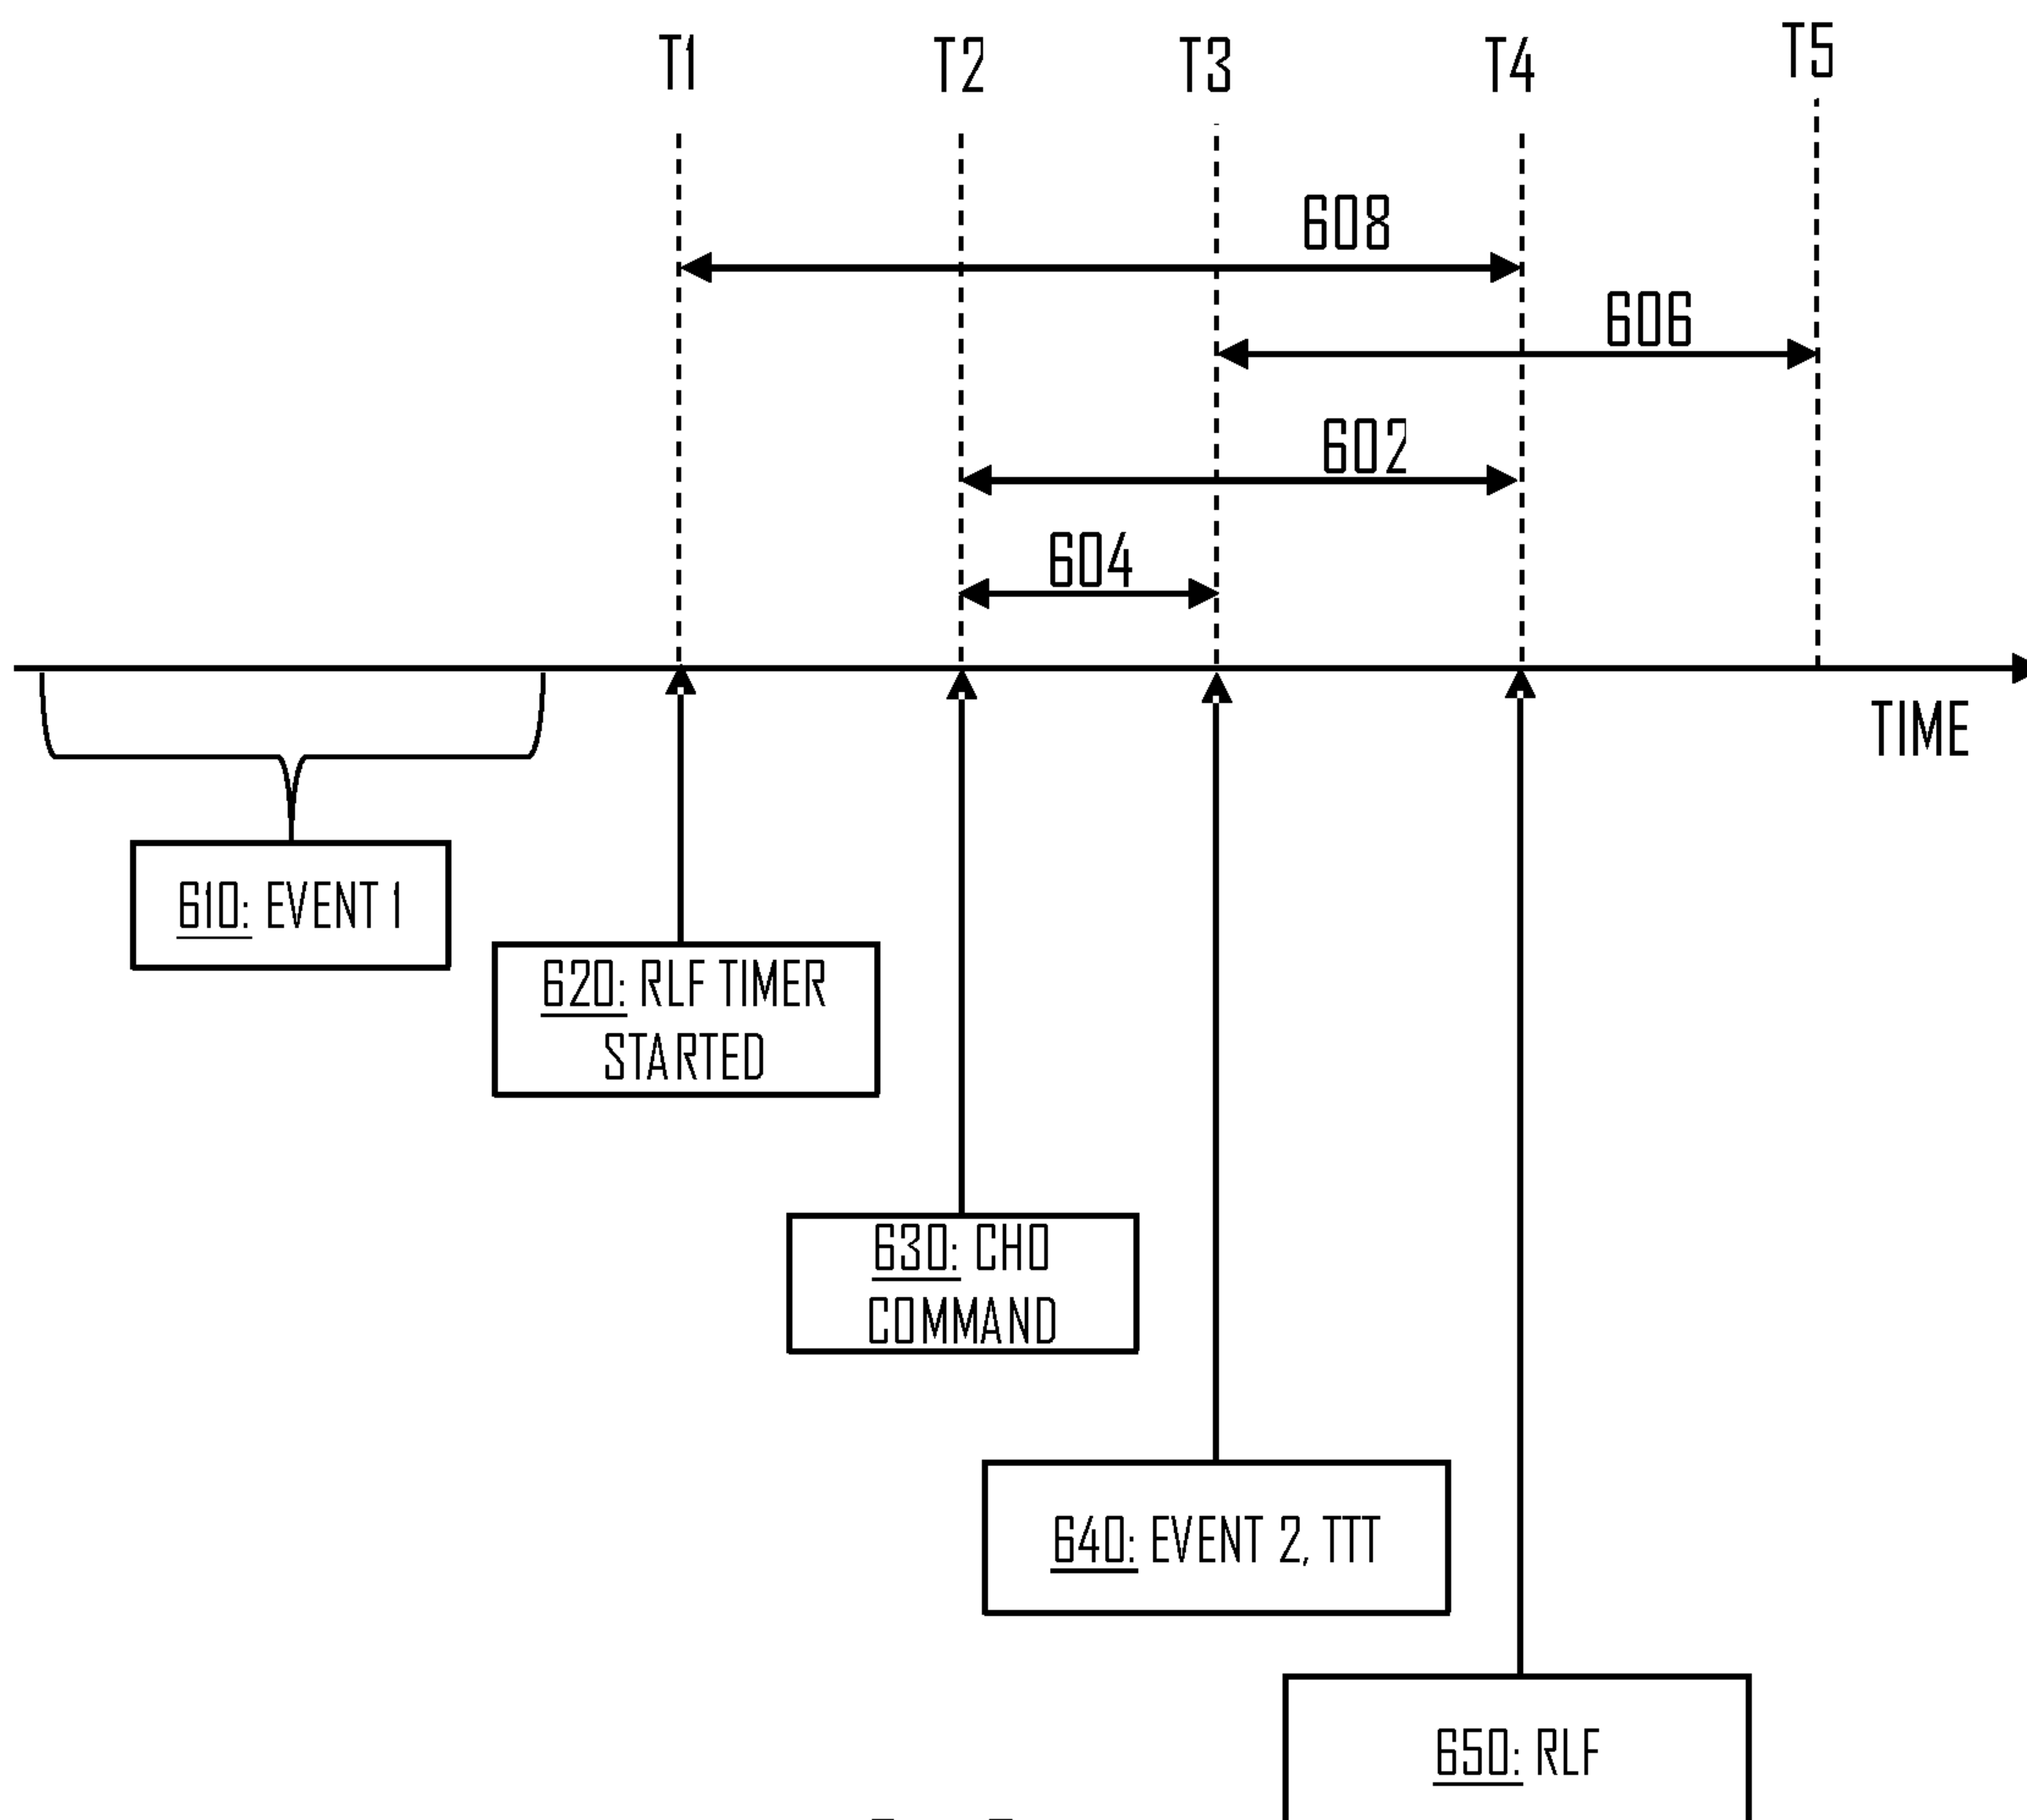 T1 T2 T3 T4 T5
608
606
602
604
TIME
610: EVENT 1
620: RLF TIMER
STARTED
630: CHO
COMMAND
640: EVENT 2, TTT
650: RLF